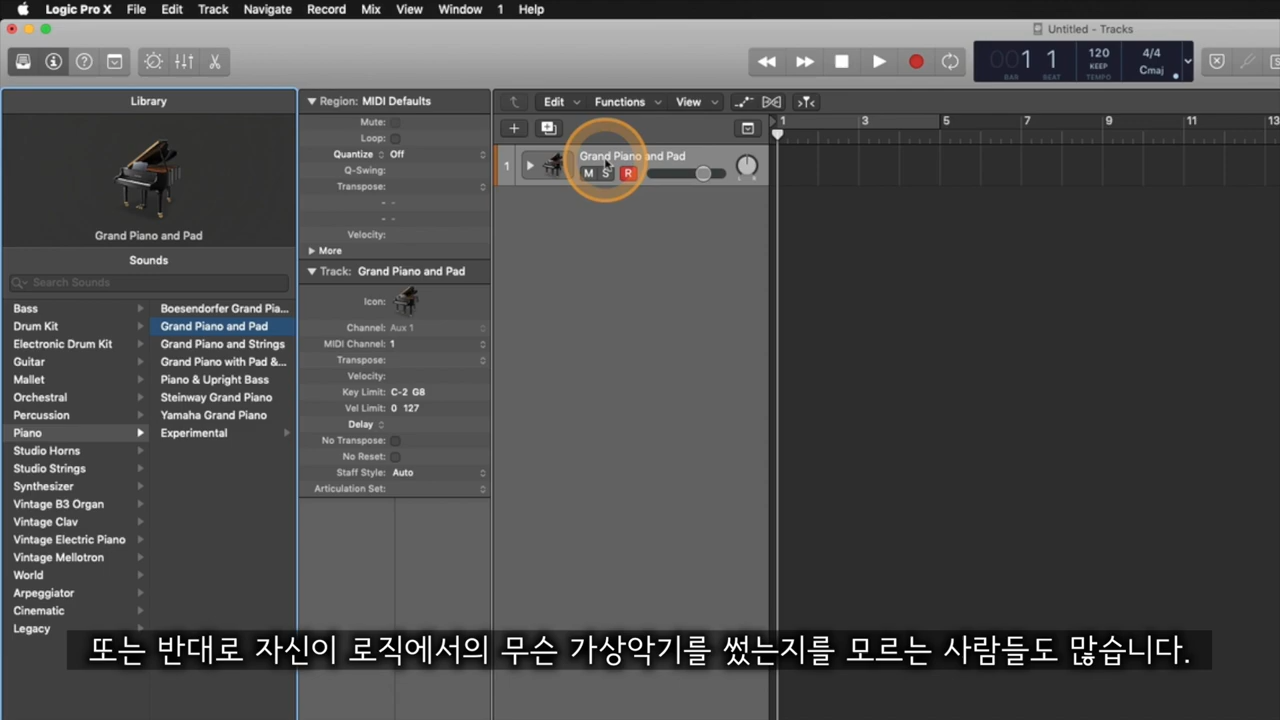 Logic Pro X File Edit Track Navigate Record Mix View Window 1 Help
Untitled - Tracks
1 1
BAR BEAT
120
KEEP
TEMPO
4/4
Cmaj
Library
Grand Piano and Pad
Sounds
Search Sounds
Bass
Drum Kit
Electronic Drum Kit
Guitar
Mallet
Orchestral
Percussion
Piano
Studio Horns
Studio Strings
Synthesizer
Vintage B3 Organ
Vintage Clav
Vintage Electric Piano
Vintage Mellotron
World
Arpeggiator
Cinematic
Legacy
Boesendorfer Grand Pia...
Grand Piano and Pad
Grand Piano and Strings
Grand Piano with Pad &...
Piano & Upright Bass
Steinway Grand Piano
Yamaha Grand Piano
Experimental
Region: MIDI Defaults
Mute:
Loop:
Quantize Off
Q-Swing:
Transpose:
Velocity:
More
Track: Grand Piano and Pad
Icon:
Channel: Aux 1
MIDI Channel: 1
Transpose:
Velocity:
Key Limit: C-2 G8
Vel Limit: 0 127
Delay
No Transpose:
No Reset:
Staff Style: Auto
Articulation Set:
Edit Functions View
1 3 5 7 9 11 13
1
Grand Piano and Pad
M S R
L R
또는 반대로 자신이 로직에서의 무슨 가상악기를 썼는지를 모르는 사람들도 많습니다.